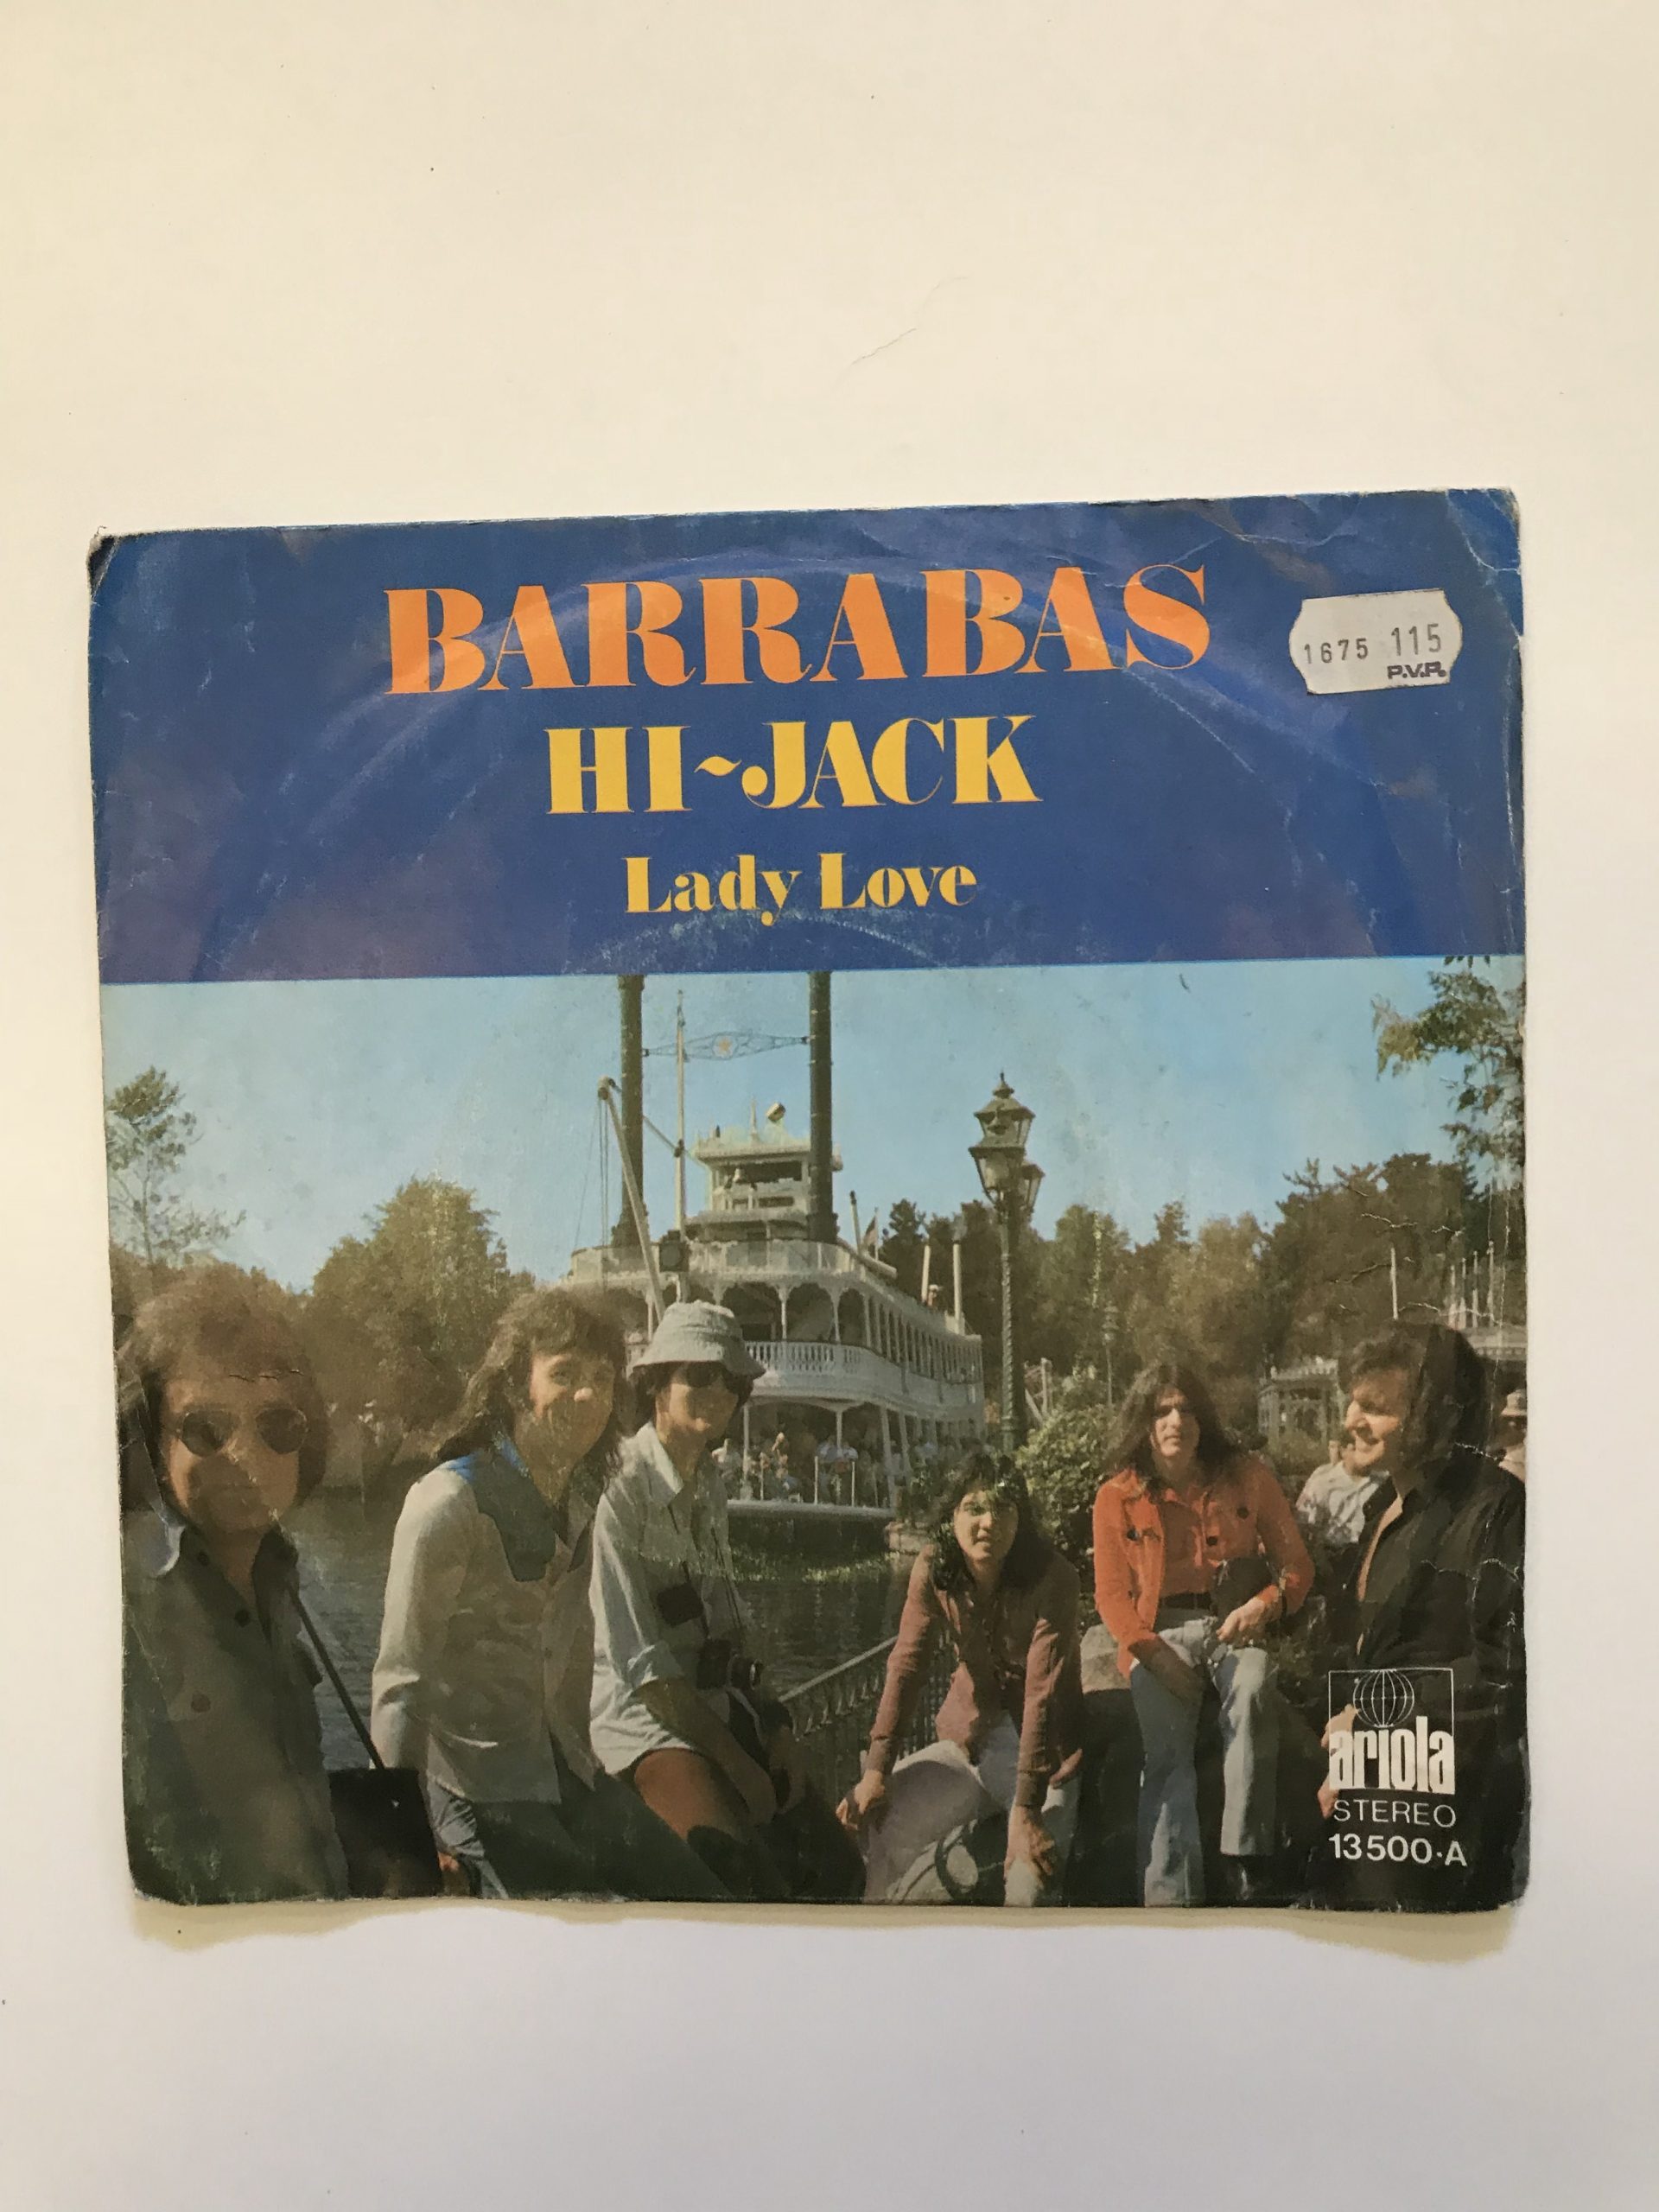 BARRABAS
1675 115
P.V.P.
HI~JACK
Lady Love
ariola
STEREO
13500·A